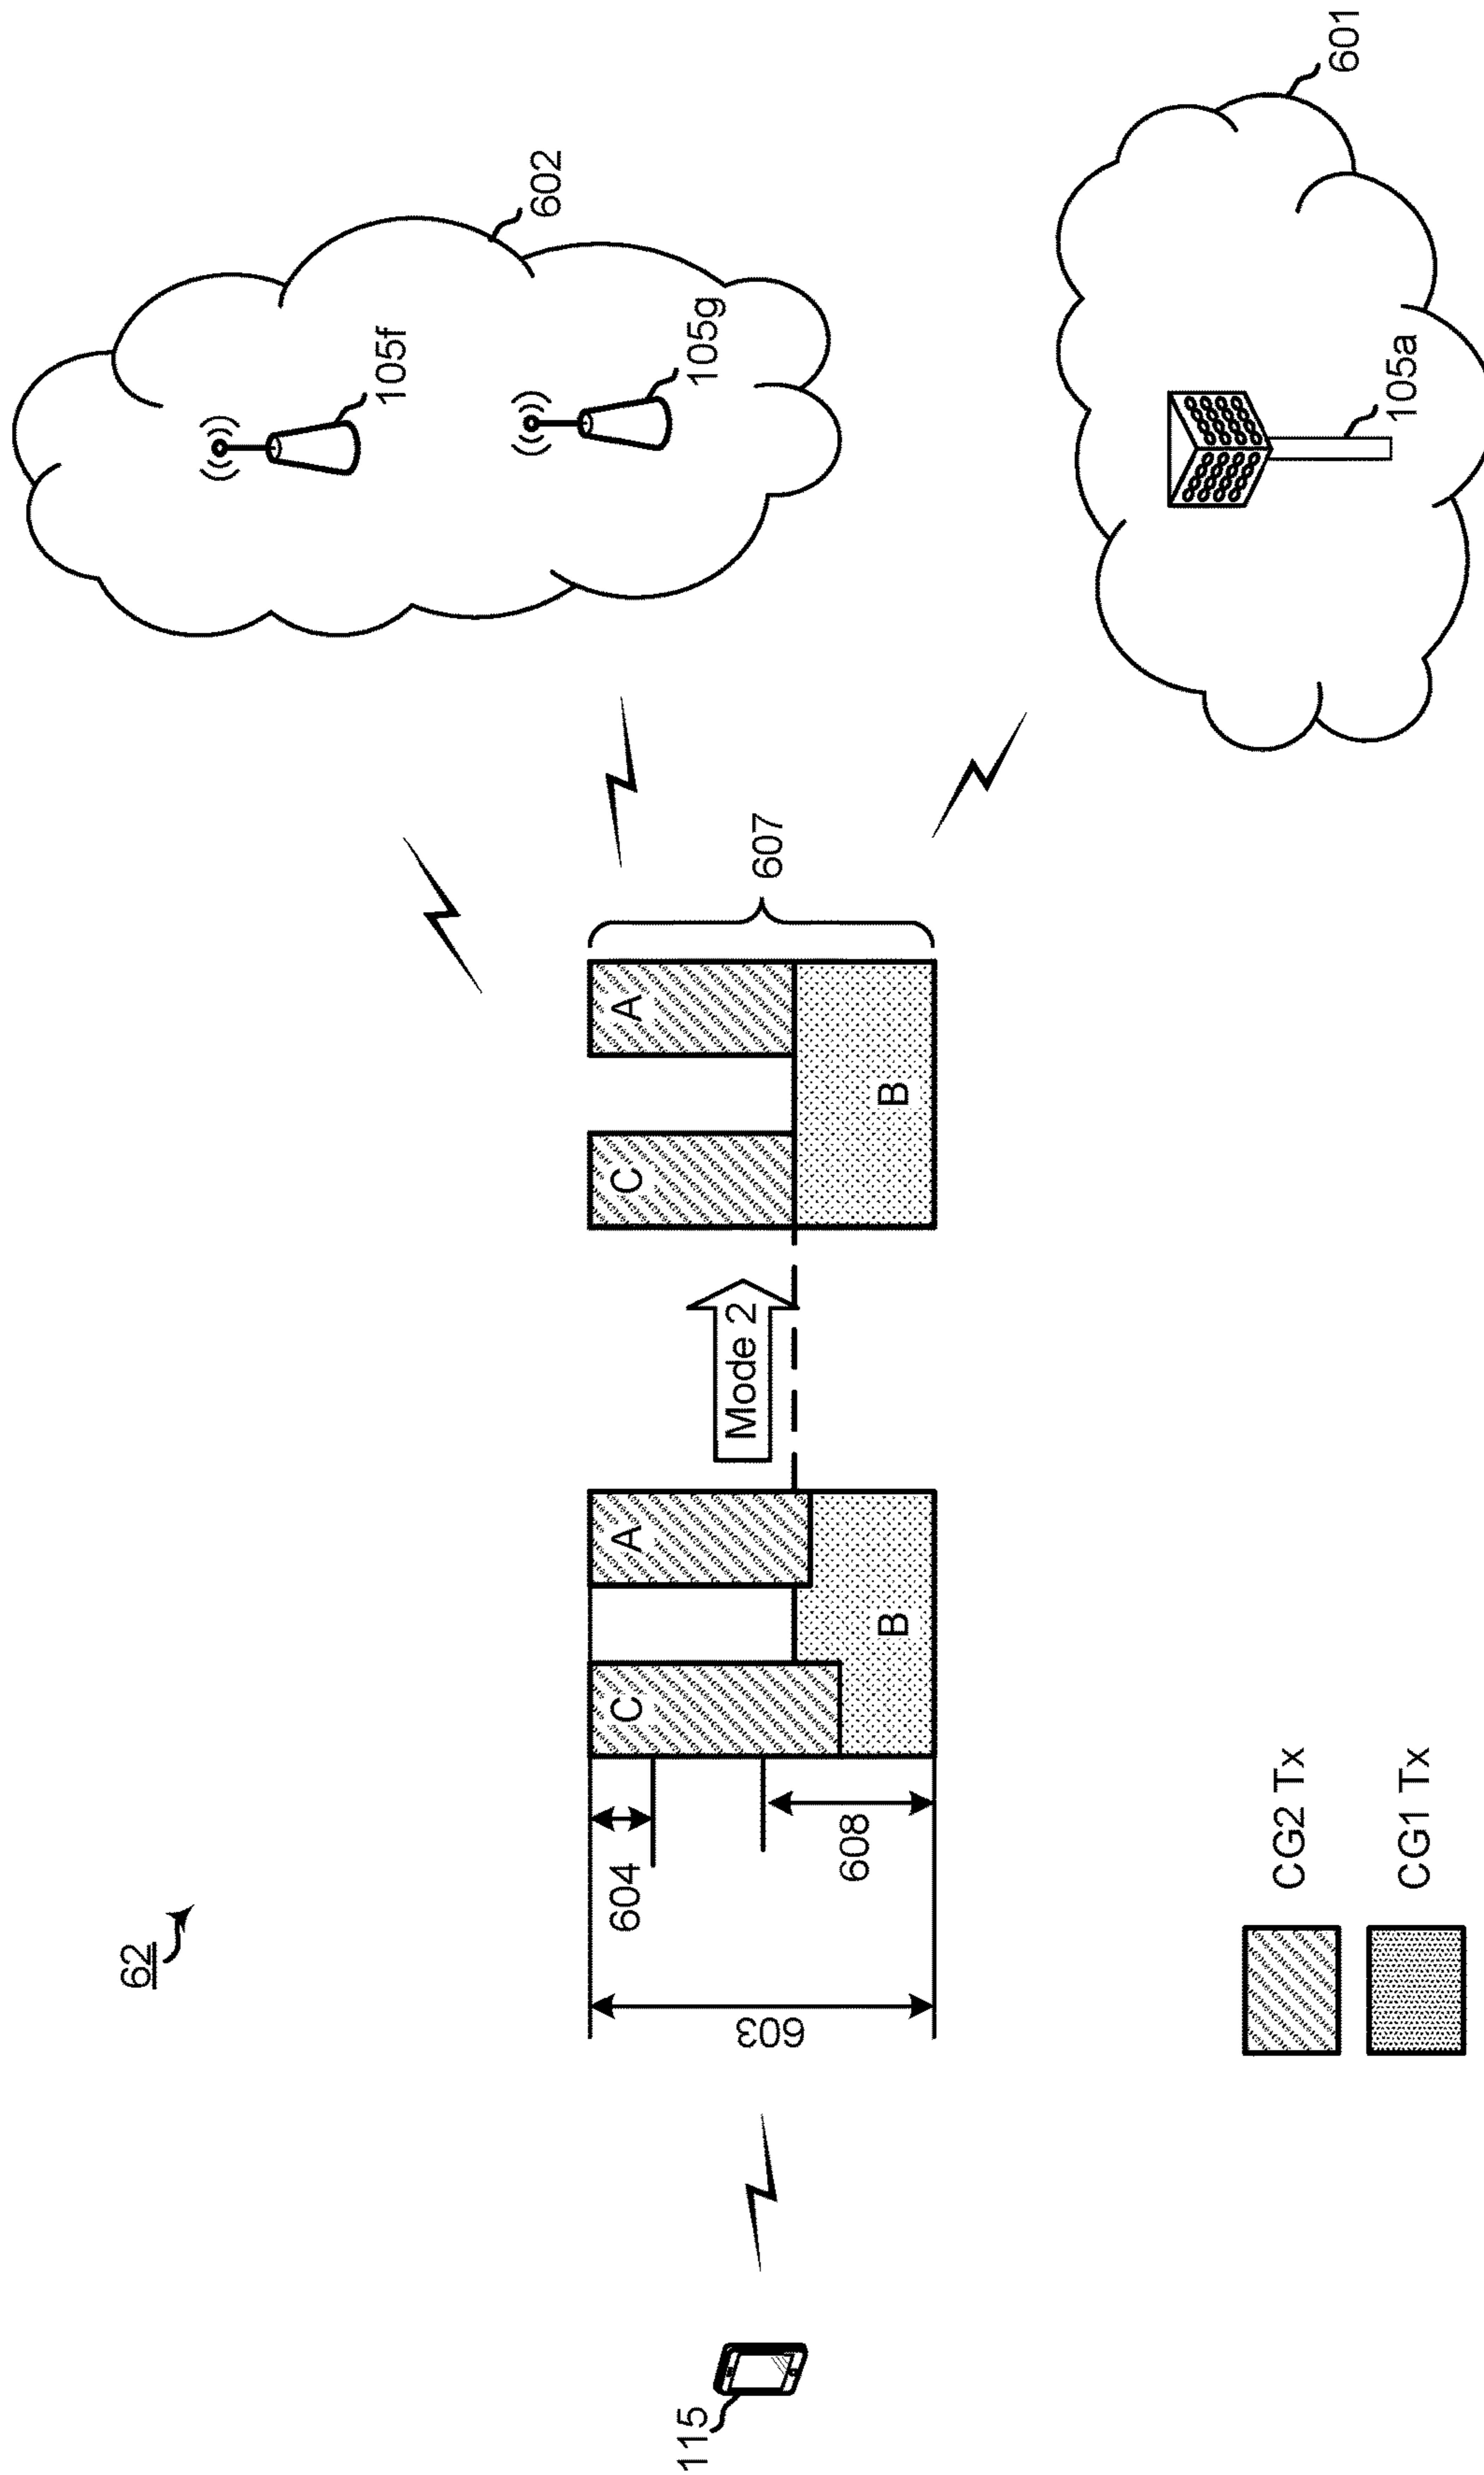 62
602
105f
105g
607
C
A
C
A
604
603
608
Mode 2
B
B
115
601
105a
CG2 Tx
CG1 Tx